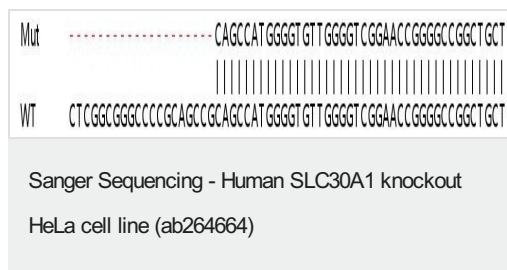 Mut ------------------CAGCCATGGGGTGTTGGGGTCGGAACCGGGGCCGGCTGCT
WT CTCGGCGGGCCCCGCAGCCGCAGCCATGGGGTGTTGGGGTCGGAACCGGGGCCGGCTGCT
Sanger Sequencing - Human SLC30A1 knockout
HeLa cell line (ab264664)